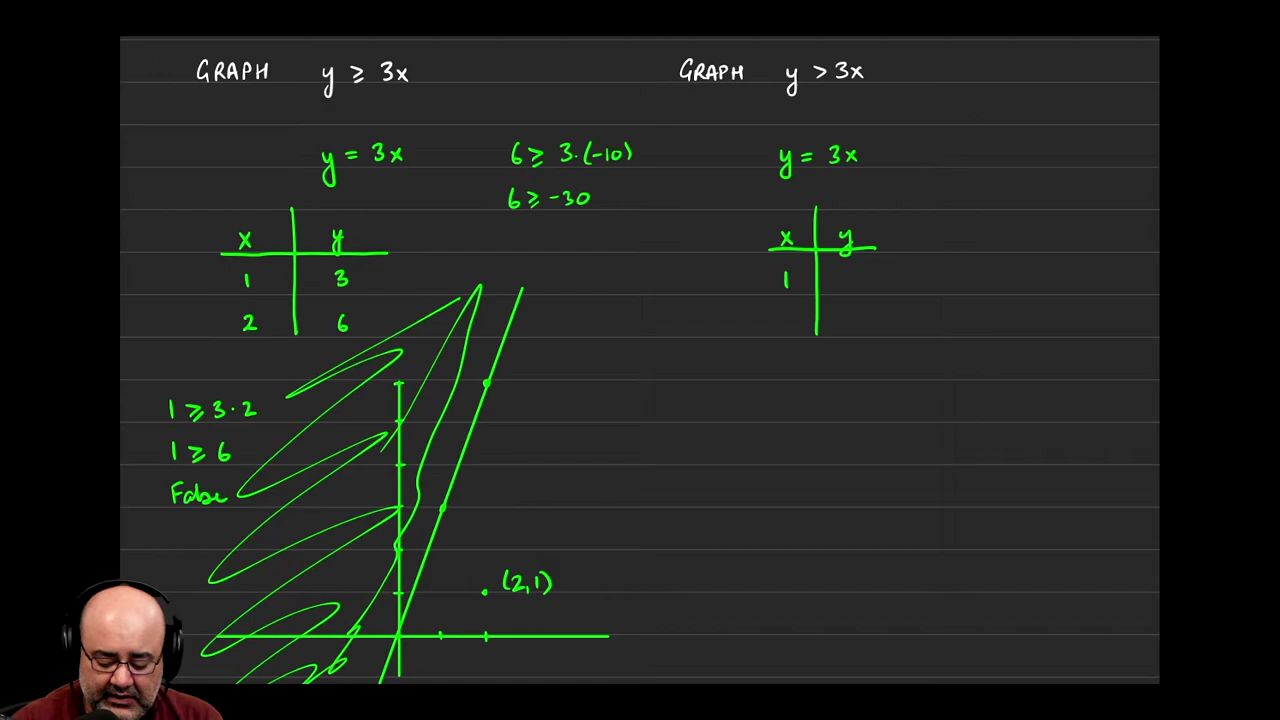 GRAPH y ≥ 3x
y = 3x
6 ≥ 3·(-10)
6 ≥ -30
x y
1 3
2 6
1 ≥ 3·2
1 ≥ 6
False
(2,1)
GRAPH y > 3x
y = 3x
x y
1